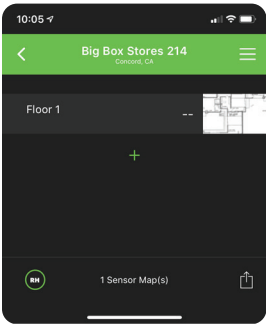 10:05
Big Box Stores 214
Concord, CA
Floor 1
--
+
RH
1 Sensor Map(s)